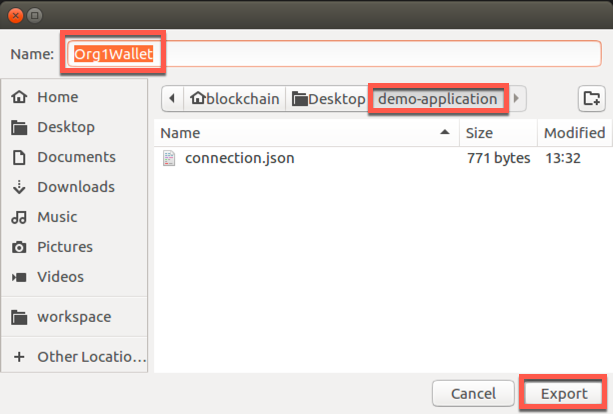 Name: Org1Wallet
Home
Desktop
Documents
Downloads
Music
Pictures
Videos
workspace
+ Other Locatio...
blockchain Desktop demo-application
Name Size Modified
connection.json 771 bytes 13:32
Cancel Export